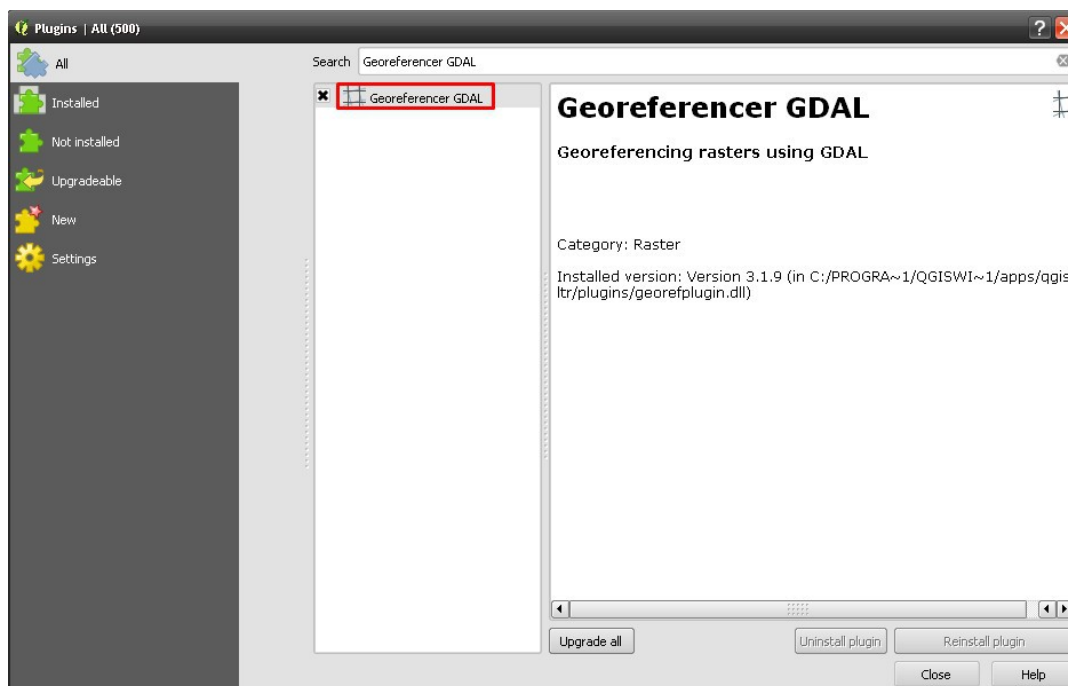 Plugins | All (500)
All
Installed
Not installed
Upgradeable
New
Settings
Search Georeferencer GDAL
Georeferencer GDAL
Georeferencer GDAL
Georeferencing rasters using GDAL
Category: Raster
Installed version: Version 3.1.9 (in C:/PROGRA~1/QGISWI~1/apps/qgis
ltr/plugins/georefplugin.dll)
Upgrade all
Uninstall plugin
Reinstall plugin
Close
Help